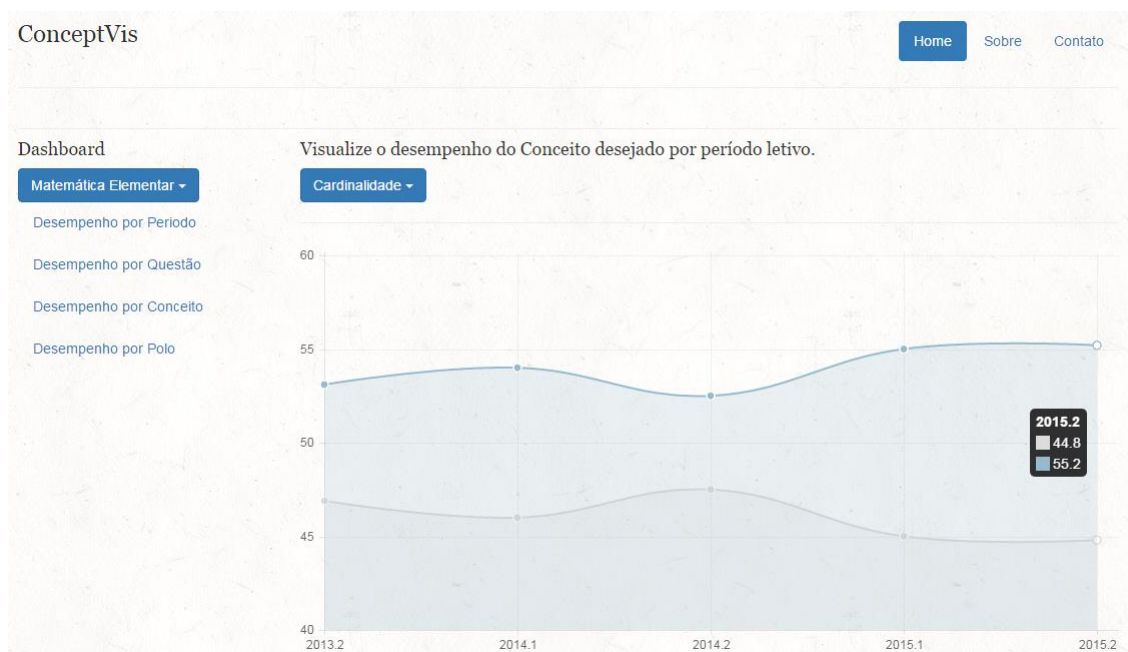 ConceptVis
Home Sobre Contato
Dashboard
Matemática Elementar
Desempenho por Periodo
Desempenho por Questão
Desempenho por Conceito
Desempenho por Polo
Visualize o desempenho do Conceito desejado por período letivo.
Cardinalidade
60
55
50
45
40
2015.2
44.8
55.2
2013.2 2014.1 2014.2 2015.1 2015.2